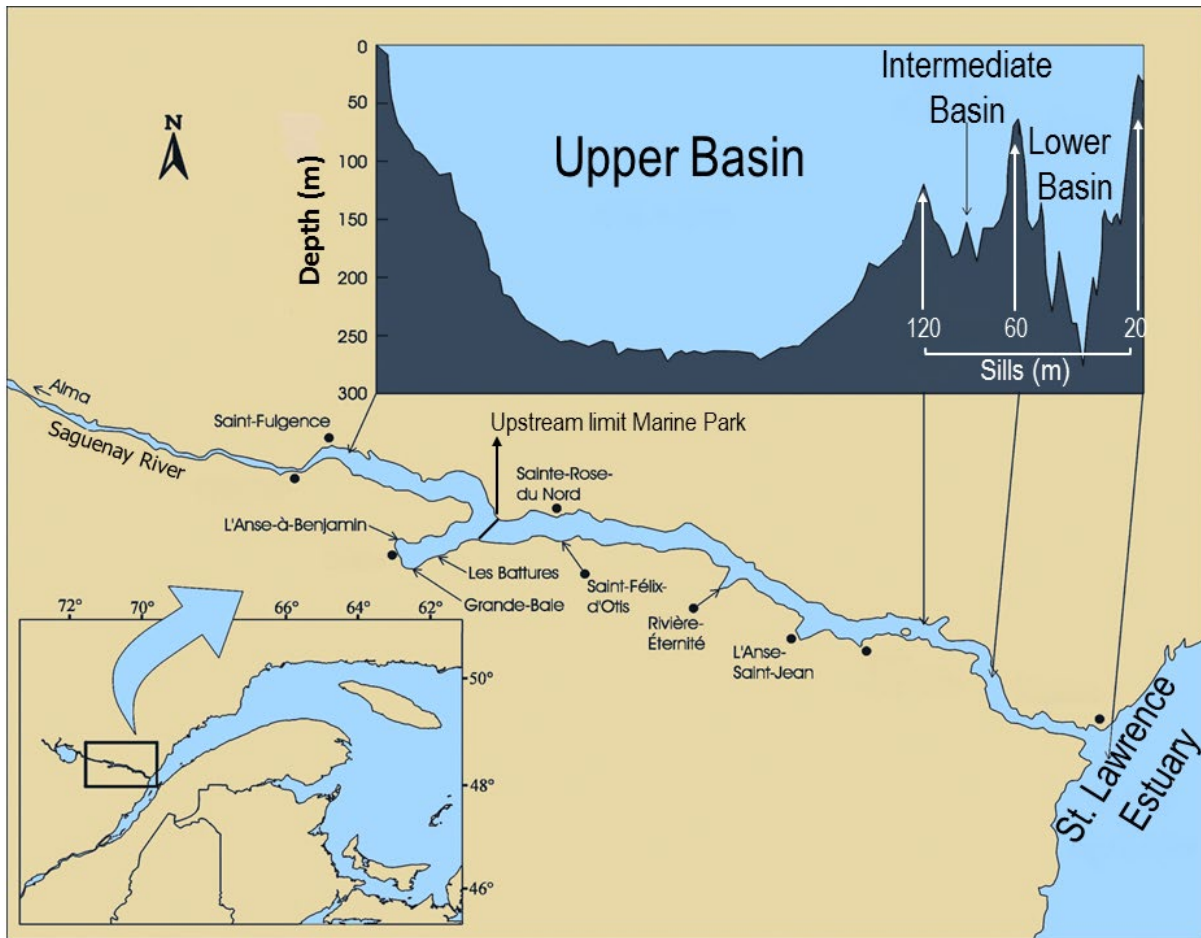 0
50
100
150
200
250
300
Depth (m)
Upper Basin
Intermediate
Basin
Lower
Basin
120
60
20
Sills (m)
N
Alma
Saguenay River
Saint-Fulgence
Upstream limit Marine Park
Sainte-Rose-
du Nord
L'Anse-à-Benjamin
Les Battures
Grande-Baie
Saint-Félix-
d'Otis
Rivière-
Éternité
L'Anse-
Saint-Jean
St. Lawrence
Estuary
72° 70° 66° 64° 62°
50°
48°
46°